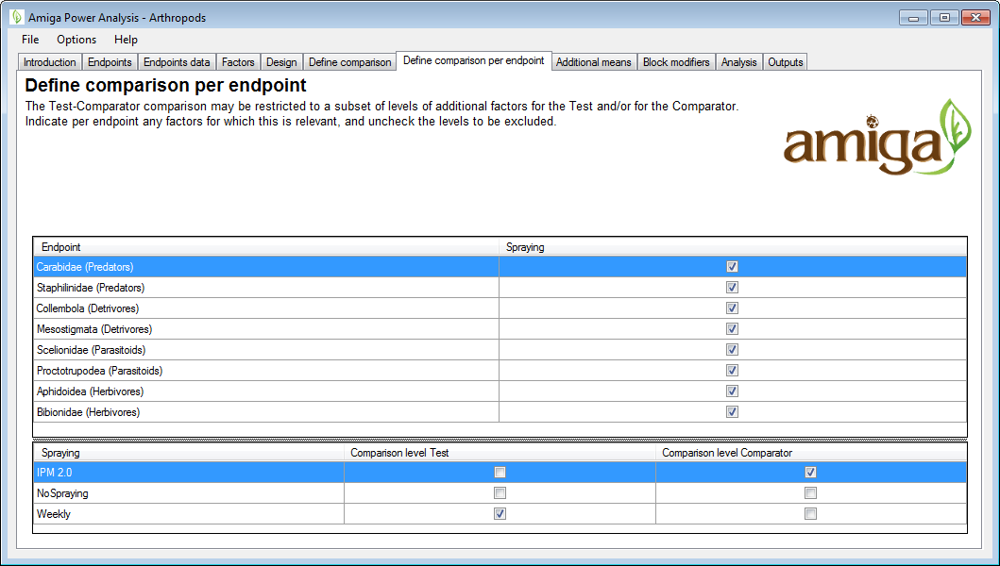 Amiga Power Analysis - Arthropods
File Options Help
Introduction Endpoints Endpoints data Factors Design Define comparison Define comparison per endpoint Additional means Block modifiers Analysis Outputs
Define comparison per endpoint
The Test-Comparator comparison may be restricted to a subset of levels of additional factors for the Test and/or for the Comparator.
Indicate per endpoint any factors for which this is relevant, and uncheck the levels to be excluded.
amiga
Endpoint Spraying
Carabidae (Predators)
Staphilinidae (Predators)
Collembola (Detrivores)
Mesostigmata (Detrivores)
Scelionidae (Parasitoids)
Proctotrupodea (Parasitoids)
Aphidoidea (Herbivores)
Bibionidae (Herbivores)
Spraying Comparison level Test Comparison level Comparator
IPM 2.0
NoSpraying
Weekly